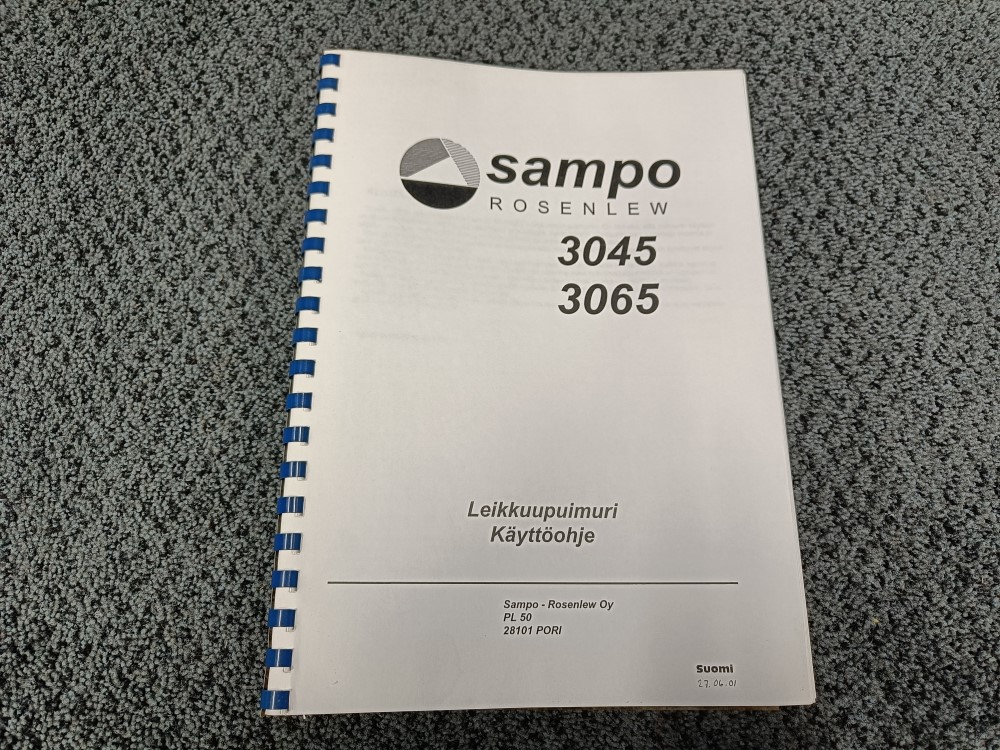 sampo
ROSENLEW
3045
3065
Leikkuupuimuri
Käyttöohje
Sampo - Rosenlew Oy
PL 50
28101 PORI
Suomi
27.06.01